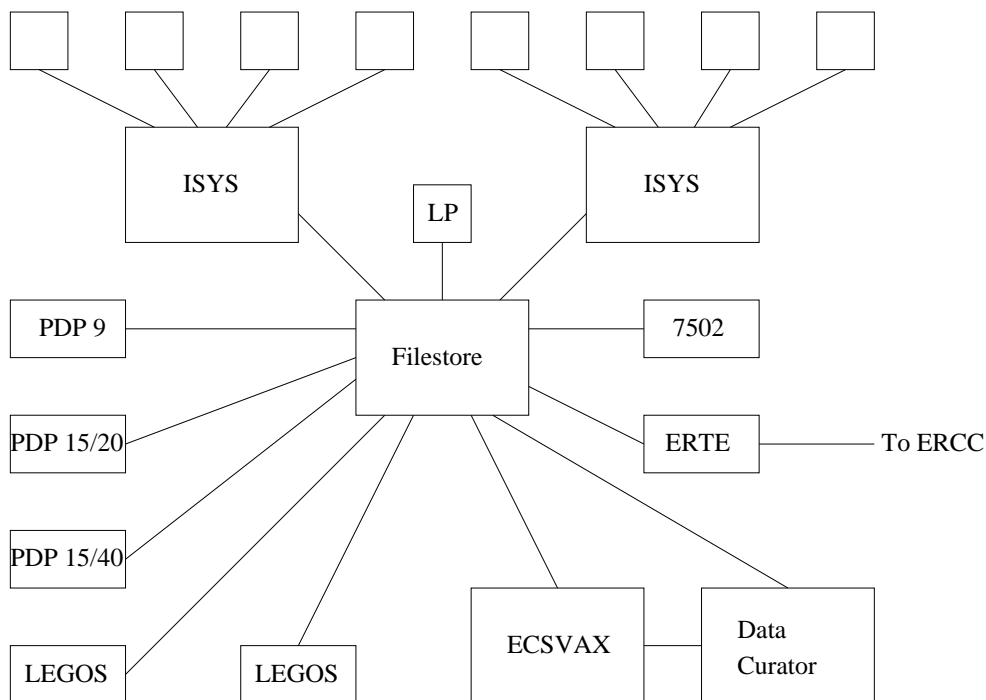 ISYS
ISYS
LP
PDP 9
7502
Filestore
PDP 15/20
ERTE
To ERCC
PDP 15/40
ECSVAX
Data
Curator
LEGOS
LEGOS